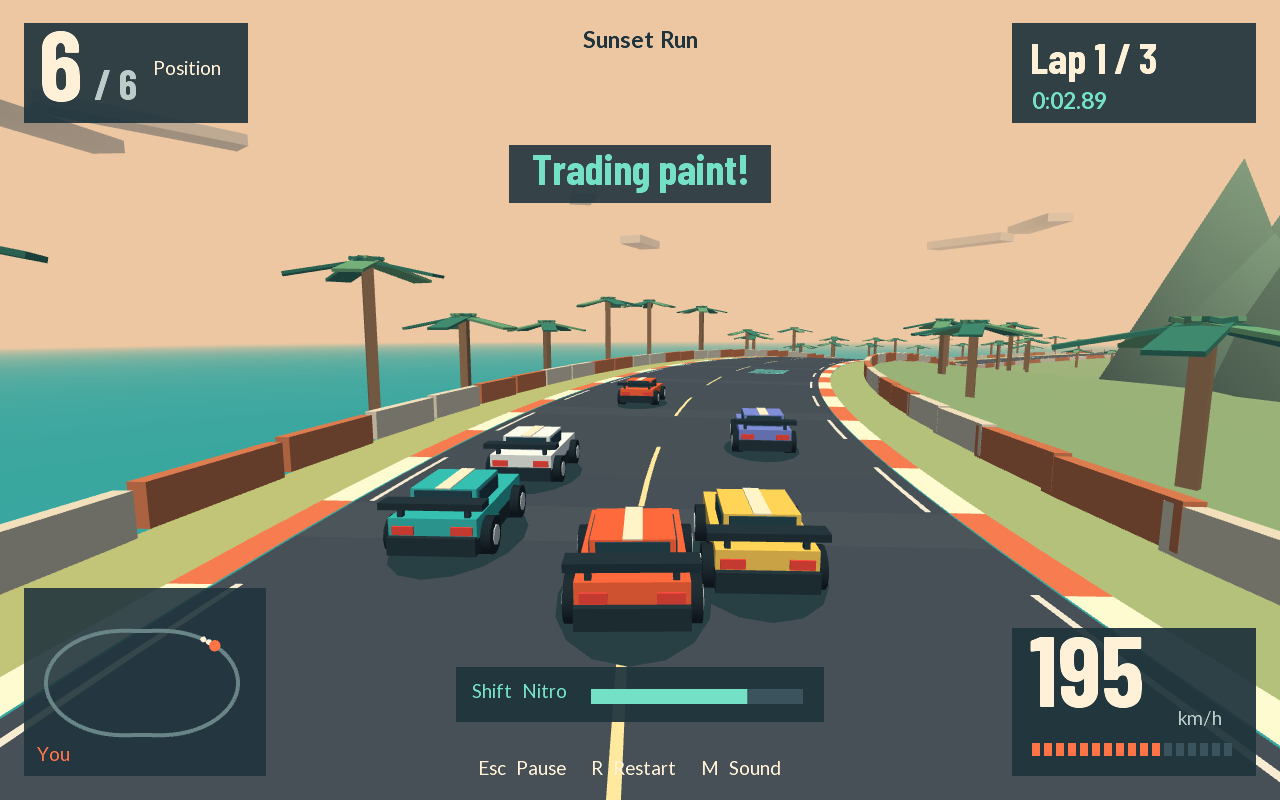 6 / 6 Position
Sunset Run
Lap 1 / 3
0:02.89
Trading paint!
You
Shift Nitro
195
km/h
Esc Pause R Restart M Sound